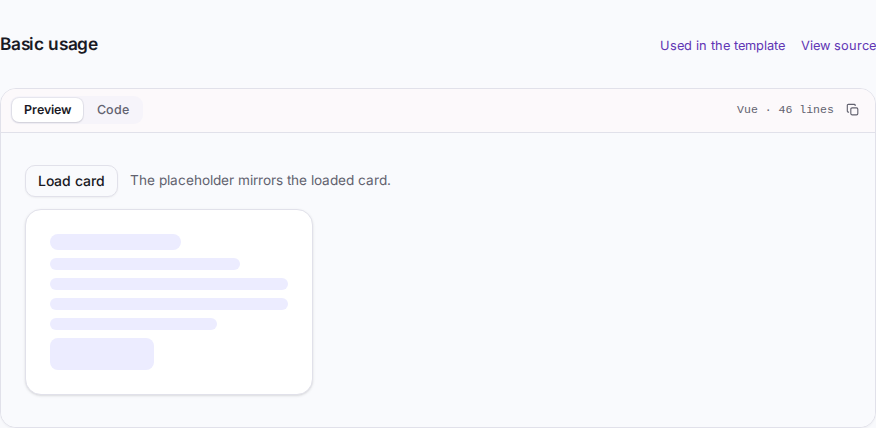 Basic usage
Used in the template
View source
Preview
Code
Vue · 46 lines
Load card
The placeholder mirrors the loaded card.